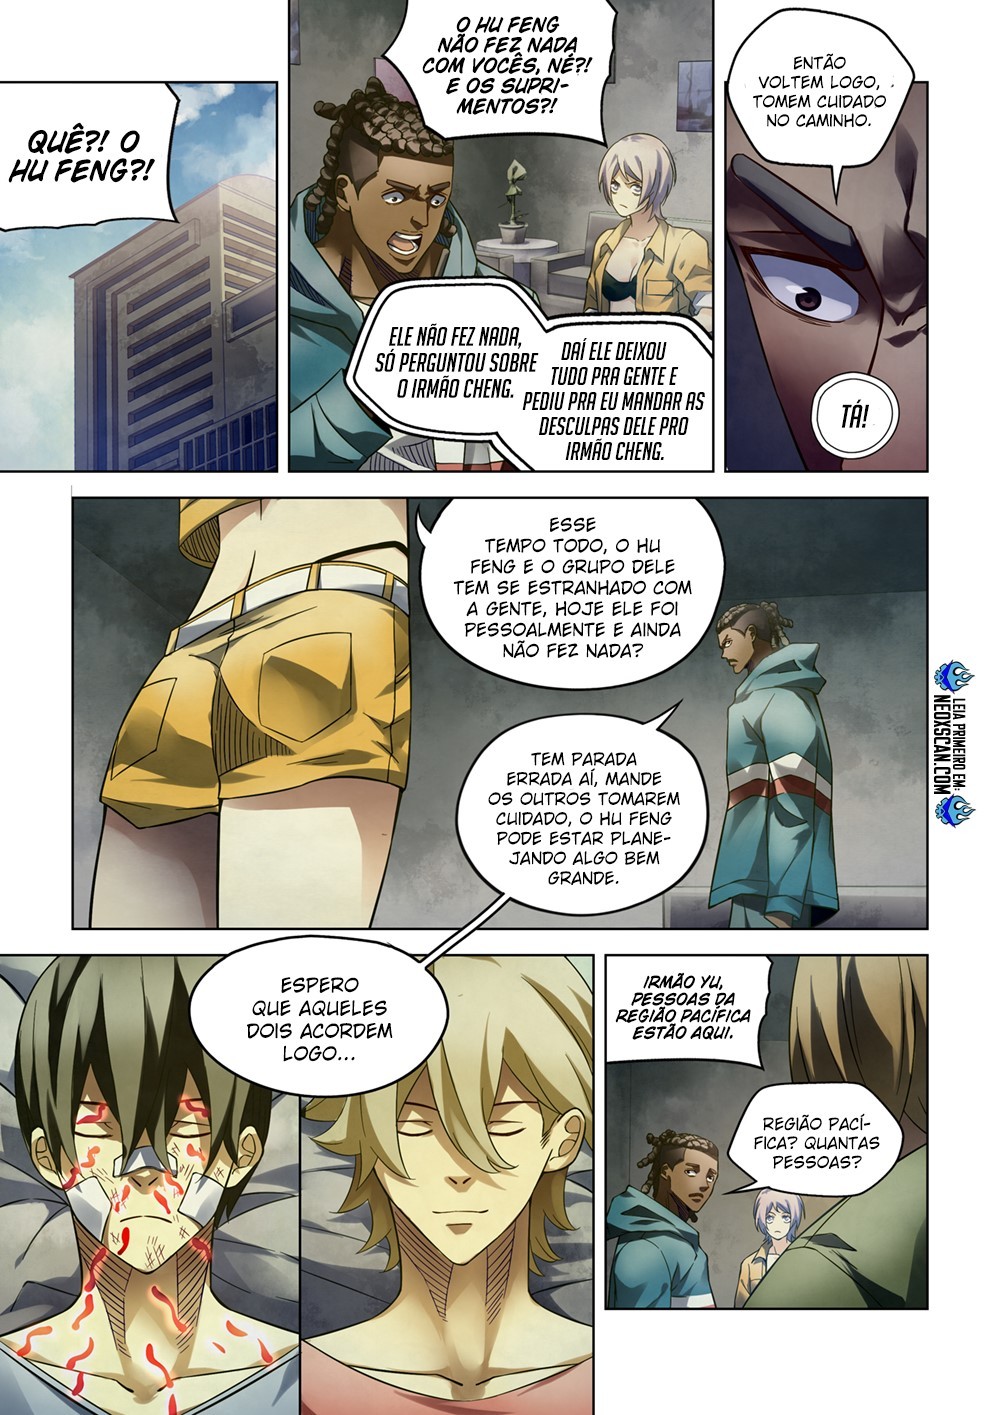 QUÊ?! O
HU FENG?!
O HU FENG
NÃO FEZ NADA
COM VOCÊS, NÉ?!
E OS SUPRI-
MENTOS?!
ELE NÃO FEZ NADA,
SÓ PERGUNTOU SOBRE
O IRMÃO CHENG.
DAÍ ELE DEIXOU
TUDO PRA GENTE E
PEDIU PRA EU MANDAR AS
DESCULPAS DELE PRO
IRMÃO CHENG.
ENTÃO
VOLTEM LOGO,
TOMEM CUIDADO
NO CAMINHO.
TÁ!
ESSE
TEMPO TODO, O HU
FENG E O GRUPO DELE
TEM SE ESTRANHADO COM
A GENTE, HOJE ELE FOI
PESSOALMENTE E AINDA
NÃO FEZ NADA?
TEM PARADA
ERRADA AÍ, MANDE
OS OUTROS TOMAREM
CUIDADO, O HU FENG
PODE ESTAR PLANE-
JANDO ALGO BEM
GRANDE.
LEIA PRIMEIRO EM:
NEOXSCAN.COM
ESPERO
QUE AQUELES
DOIS ACORDEM
LOGO...
IRMÃO YU,
PESSOAS DA
REGIÃO PACÍFICA
ESTÃO AQUI.
REGIÃO PACÍ-
FICA? QUANTAS
PESSOAS?